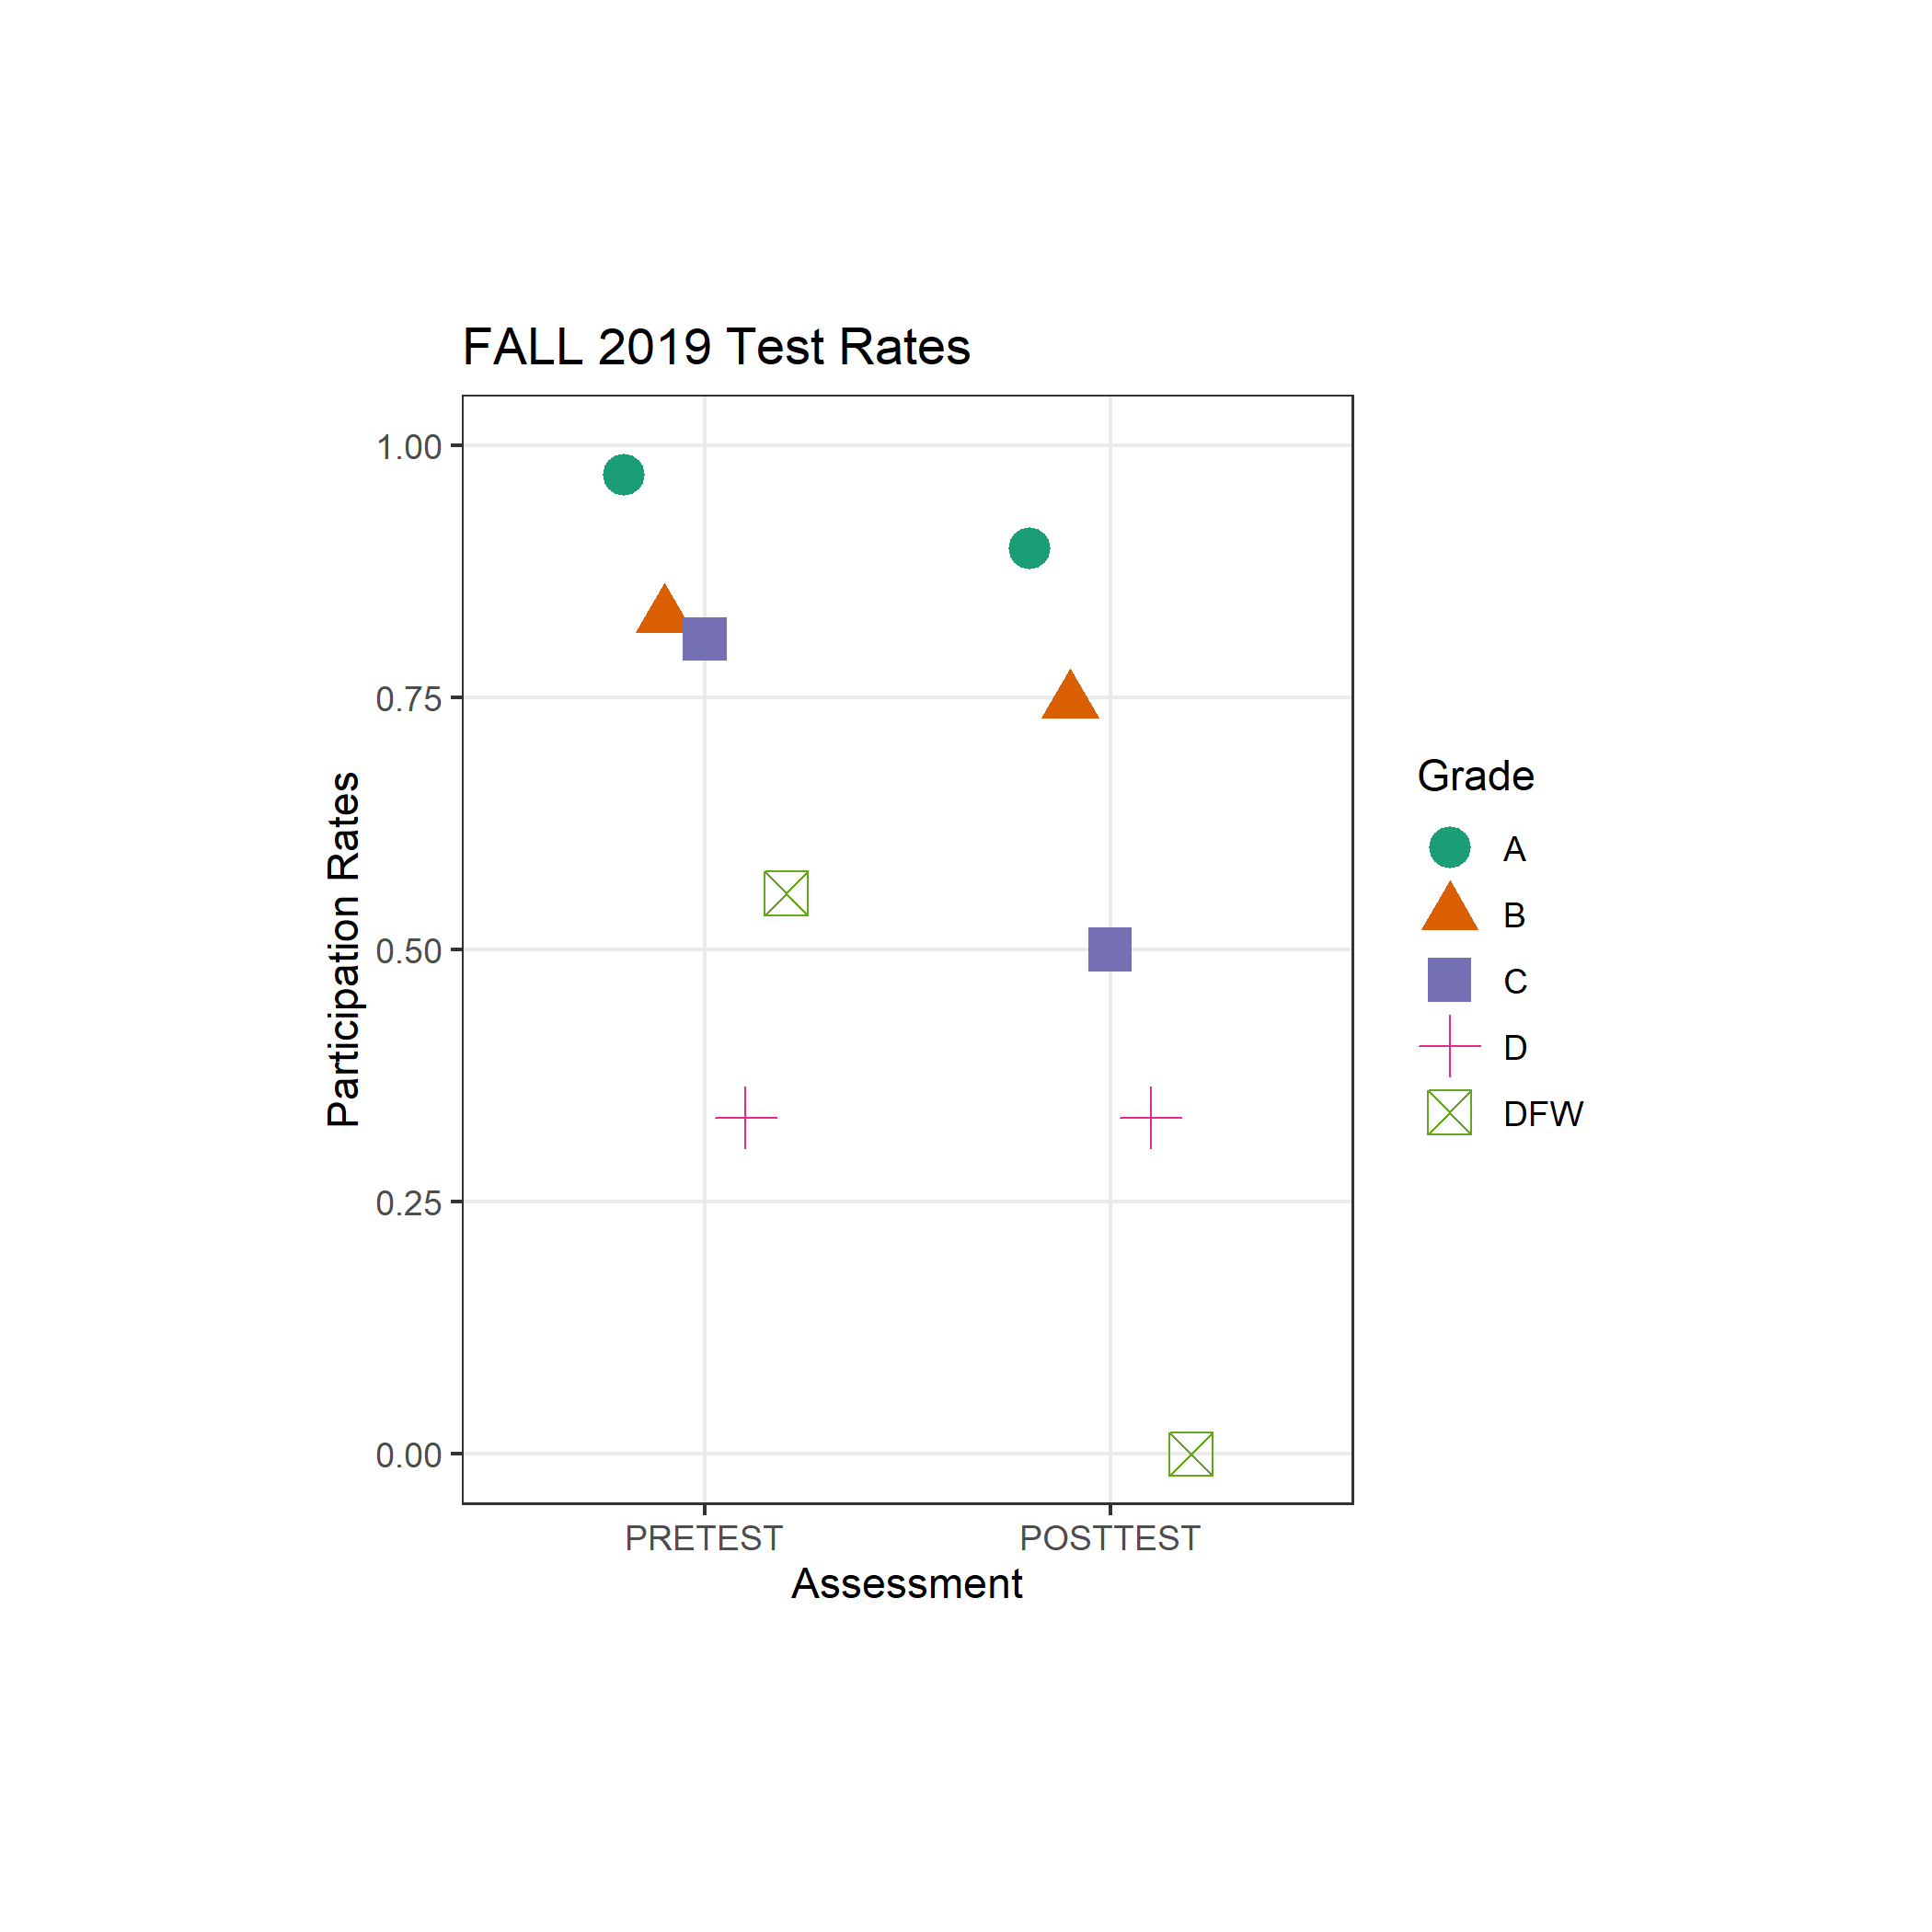 FALL 2019 Test Rates
1.00
0.75
0.50
0.25
0.00
Participation Rates
PRETEST
POSTTEST
Assessment
Grade
A
B
C
D
DFW